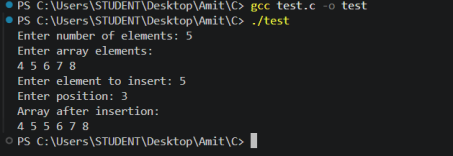 PS C:\Users\STUDENT\Desktop\Amit\C> gcc test.c -o test
PS C:\Users\STUDENT\Desktop\Amit\C> ./test
Enter number of elements: 5
Enter array elements:
4 5 6 7 8
Enter element to insert: 5
Enter position: 3
Array after insertion:
4 5 5 6 7 8
PS C:\Users\STUDENT\Desktop\Amit\C>